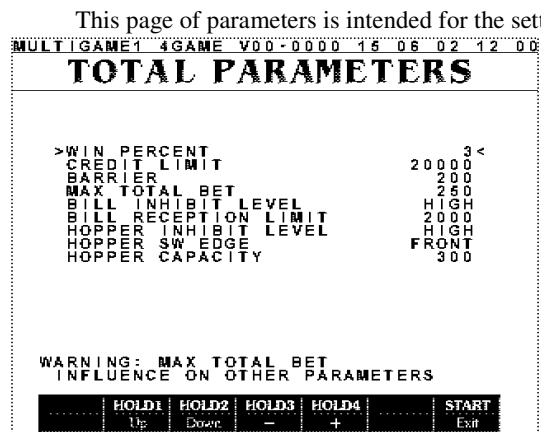 This page of parameters is intended for the sett
MULTIGAME1 4GAME V00-0000 15 06 02 12 00
TOTAL PARAMETERS
>WIN PERCENT 3<
CREDIT LIMIT 20000
BARRIER 200
MAX TOTAL BET 250
BILL INHIBIT LEVEL HIGH
BILL RECEPTION LIMIT 2000
HOPPER INHIBIT LEVEL HIGH
HOPPER SW EDGE FRONT
HOPPER CAPACITY 300
WARNING: MAX TOTAL BET
INFLUENCE ON OTHER PARAMETERS
HOLD1 HOLD2 HOLD3 HOLD4 START
Up Down - + Exit